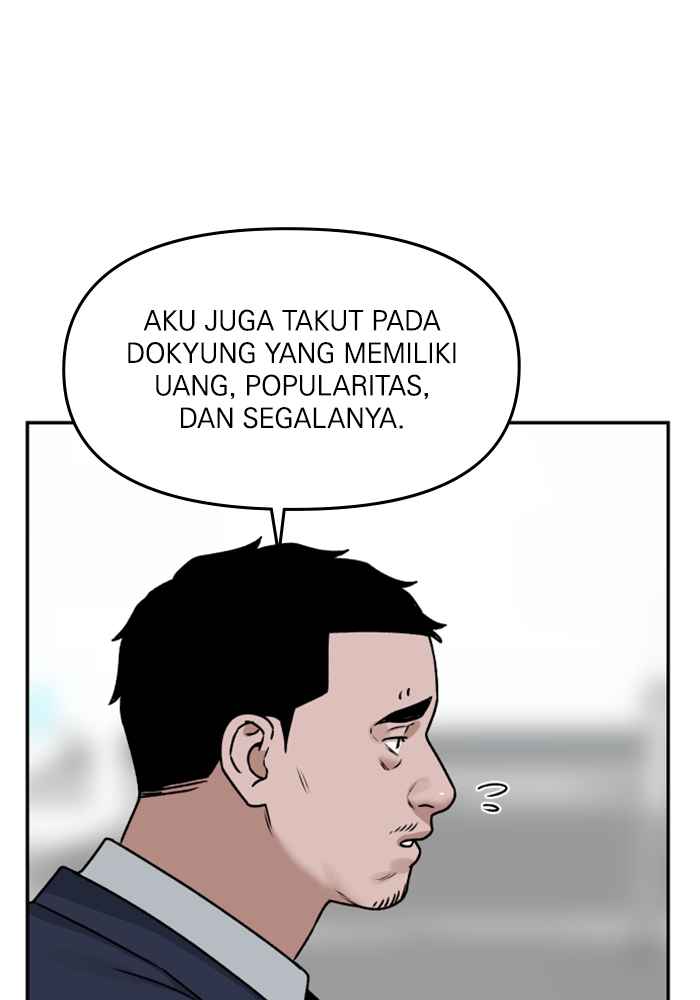 AKU JUGA TAKUT PADA
DOKYUNG YANG MEMILIKI
UANG, POPULARITAS,
DAN SEGALANYA.